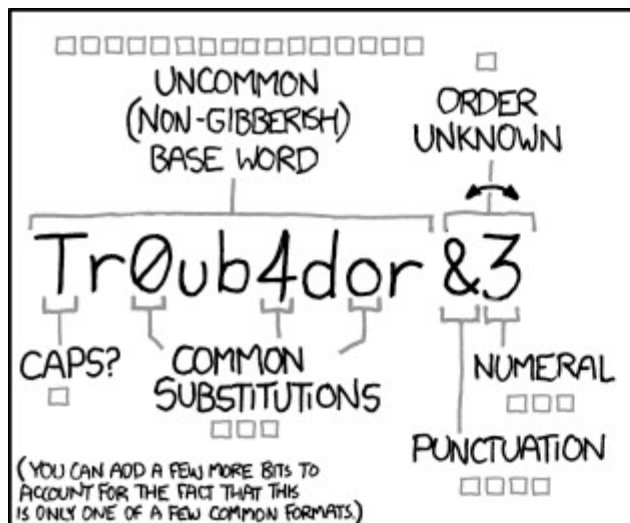 UNCOMMON
(NON-GIBBERISH)
BASE WORD
ORDER
UNKNOWN
Tr0ub4dor &3
CAPS?
COMMON
SUBSTITUTIONS
NUMERAL
PUNCTUATION
(YOU CAN ADD A FEW MORE BITS TO
ACCOUNT FOR THE FACT THAT THIS
IS ONLY ONE OF A FEW COMMON FORMATS.)